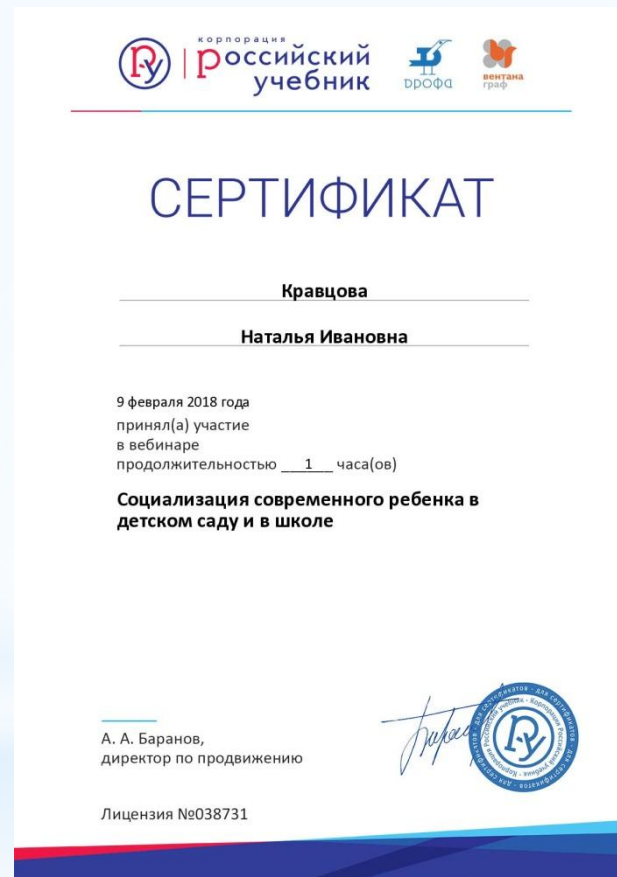 корпорация
российский
учебник
дрофа
вентана
граф
СЕРТИФИКАТ
Кравцова
Наталья Ивановна
9 февраля 2018 года
принял(а) участие
в вебинаре
продолжительностью __1__ часа(ов)
Социализация современного ребенка в
детском саду и в школе
А. А. Баранов,
директор по продвижению
Лицензия №038731